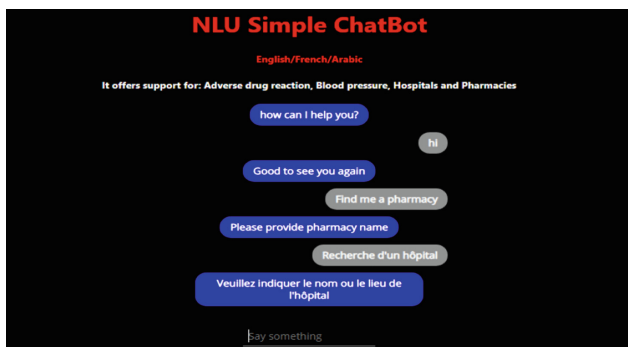 NLU Simple ChatBot
English/French/Arabic
It offers support for: Adverse drug reaction, Blood pressure, Hospitals and Pharmacies
how can I help you?
hi
Good to see you again
Find me a pharmacy
Please provide pharmacy name
Recherche d'un hôpital
Veuillez indiquer le nom ou le lieu de
l'hôpital
Say something